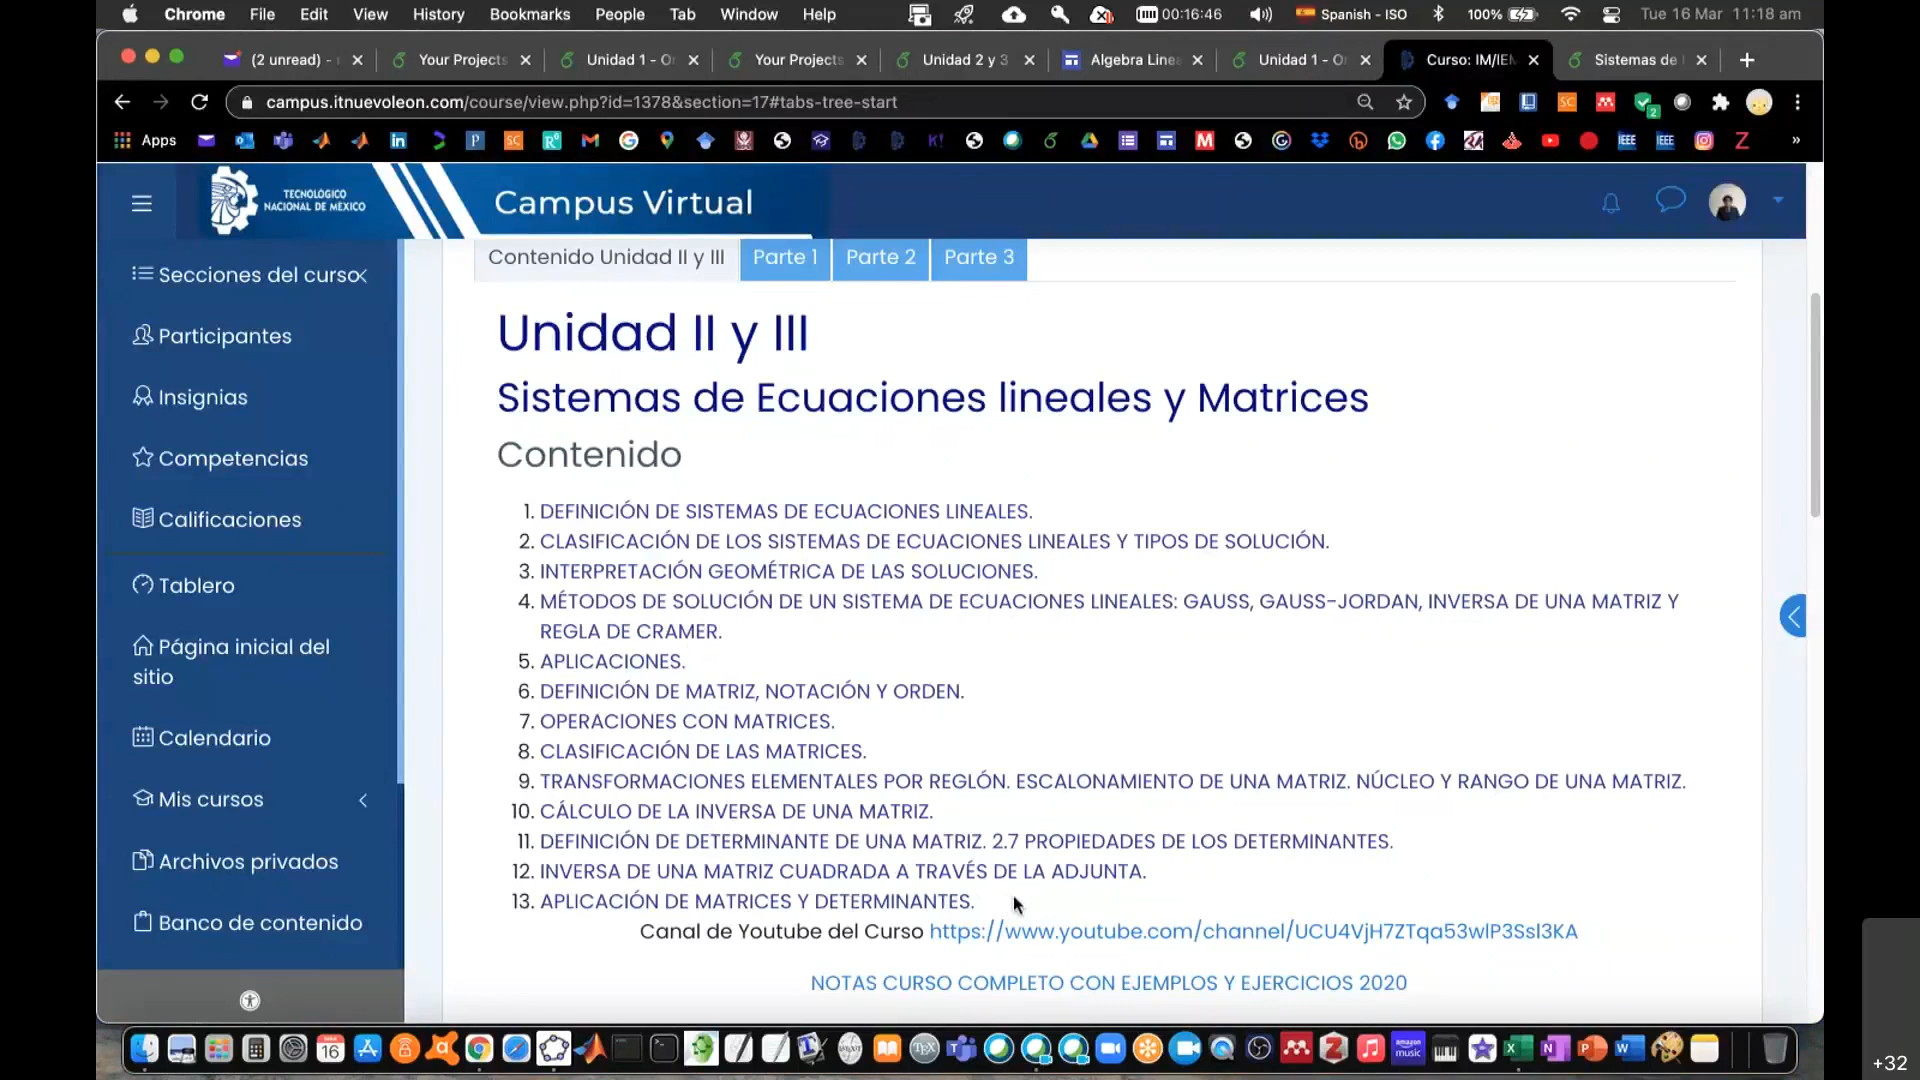 Chrome File Edit View History Bookmarks People Tab Window Help 00:16:46 Spanish - ISO 100% Tue 16 Mar 11:18 am
(2 unread) - Your Projects Unidad 1 - O Your Projects Unidad 2 y 3 Algebra Line Unidad 1 - O Curso: IM/IEM Sistemas de
campus.itnuevoleon.com/course/view.php?id=1378&section=17#tabs-tree-start
Apps
TECNOLÓGICO
NACIONAL DE MÉXICO
Campus Virtual
Secciones del curso
Participantes
Insignias
Competencias
Calificaciones
Tablero
Página inicial del
sitio
Calendario
Mis cursos
Archivos privados
Banco de contenido
Contenido Unidad II y III Parte 1 Parte 2 Parte 3
Unidad II y III
Sistemas de Ecuaciones lineales y Matrices
Contenido
1. DEFINICIÓN DE SISTEMAS DE ECUACIONES LINEALES.
2. CLASIFICACIÓN DE LOS SISTEMAS DE ECUACIONES LINEALES Y TIPOS DE SOLUCIÓN.
3. INTERPRETACIÓN GEOMÉTRICA DE LAS SOLUCIONES.
4. MÉTODOS DE SOLUCIÓN DE UN SISTEMA DE ECUACIONES LINEALES: GAUSS, GAUSS-JORDAN, INVERSA DE UNA MATRIZ Y
REGLA DE CRAMER.
5. APLICACIONES.
6. DEFINICIÓN DE MATRIZ, NOTACIÓN Y ORDEN.
7. OPERACIONES CON MATRICES.
8. CLASIFICACIÓN DE LAS MATRICES.
9. TRANSFORMACIONES ELEMENTALES POR REGLÓN. ESCALONAMIENTO DE UNA MATRIZ. NÚCLEO Y RANGO DE UNA MATRIZ.
10. CÁLCULO DE LA INVERSA DE UNA MATRIZ.
11. DEFINICIÓN DE DETERMINANTE DE UNA MATRIZ. 2.7 PROPIEDADES DE LOS DETERMINANTES.
12. INVERSA DE UNA MATRIZ CUADRADA A TRAVÉS DE LA ADJUNTA.
13. APLICACIÓN DE MATRICES Y DETERMINANTES.
Canal de Youtube del Curso https://www.youtube.com/channel/UCU4VjH7ZTqa53wlP3Ssl3KA
NOTAS CURSO COMPLETO CON EJEMPLOS Y EJERCICIOS 2020
+32